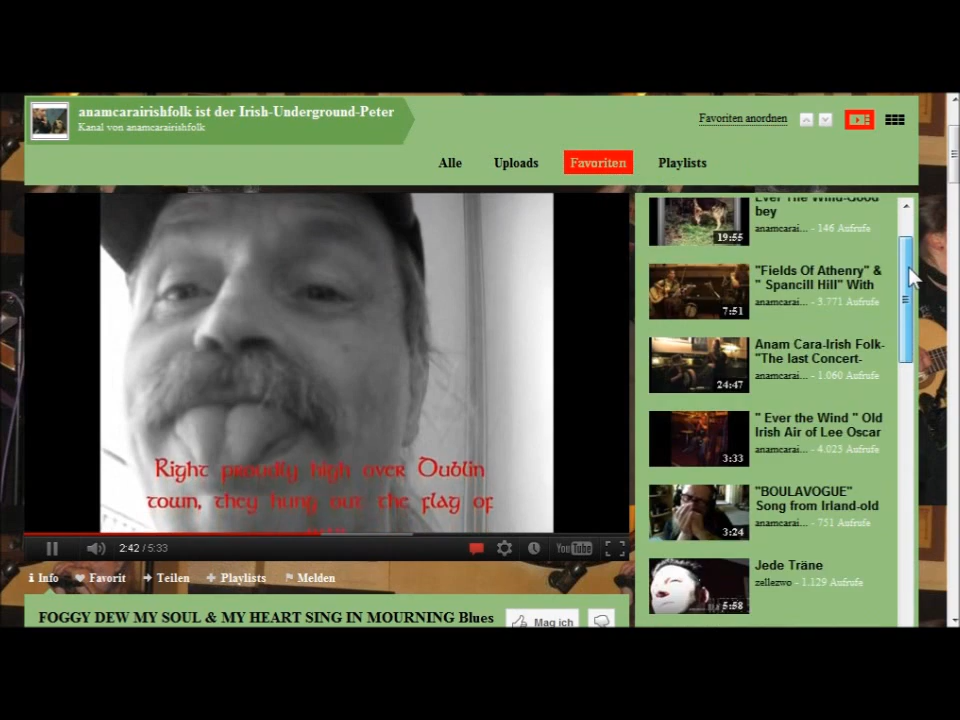 anamcarairishfolk ist der Irish-Underground-Peter
Kanal von anamcarairishfolk
Favoriten anordnen
Alle Uploads Favoriten Playlists
Right proudly high over Dublin
town, they hung out the flag of
2:42 / 5:33
YouTube
Info Favorit Teilen Playlists Melden
FOGGY DEW MY SOUL & MY HEART SING IN MOURNING Blues
Mag ich
Ever The Wind-Good
bey
anamcarai... - 146 Aufrufe
19:55
"Fields Of Athenry" &
" Spancill Hill" With
anamcarai... - 3.771 Aufrufe
7:51
Anam Cara-Irish Folk-
"The last Concert-
anamcarai... - 1.060 Aufrufe
24:47
" Ever the Wind " Old
Irish Air of Lee Oscar
anamcarai... - 4.023 Aufrufe
3:33
"BOULAVOGUE"
Song from Irland-old
anamcarai... - 751 Aufrufe
3:24
Jede Träne
zellezwo - 1.129 Aufrufe
5:58